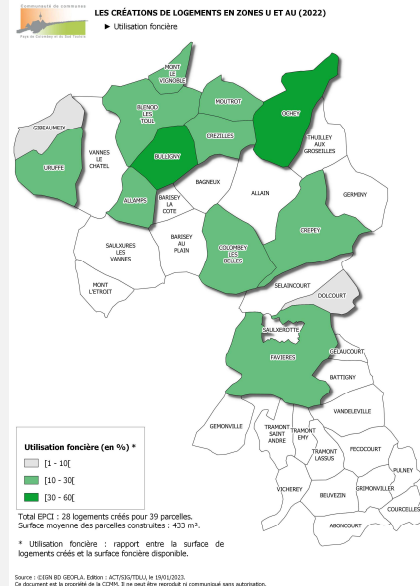 Communauté de communes
Pays de Colombey et du Sud Toulois
LES CRÉATIONS DE LOGEMENTS EN ZONES U ET AU (2022)
► Utilisation foncière
MONT
LE
VIGNOBLE
BLENOD
LES
TOUL
MOUTROT
OCHEY
GIBEAUMEIX
CREZILLES
THUILLEY
AUX
GROSEILLES
VANNES
LE
CHATEL
BULLIGNY
URUFFE
BAGNEUX
ALLAIN
GERMINY
ALLAMPS
BARISEY
LA
COTE
CREPEY
SAULXURES
LES
VANNES
BARISEY
AU
PLAIN
COLOMBEY
LES
BELLES
MONT
L'ETROIT
SELAINCOURT
DOLCOURT
SAULXEROTTE
FAVIERES
GELAUCOURT
BATTIGNY
VANDELEVILLE
GEMONVILLE
TRAMONT
SAINT
ANDRE
TRAMONT
EMY
TRAMONT
LASSUS
FECOCOURT
PULNEY
VICHEREY
BEUVEZIN
GRIMONVILLER
COURCELLES
ABONCOURT
Utilisation foncière (en %) *
[1 - 10[
[10 - 30[
[30 - 60[
Total EPCI : 28 logements créés pour 39 parcelles.
Surface moyenne des parcelles construites : 433 m².
* Utilisation foncière : rapport entre la surface de
logements créés et la surface foncière disponible.
Source : ©IGN BD GEOFLA. Edition : ACT/SIG/TDLU, le 19/01/2023.
Ce document est la propriété de la CCPM. Il ne peut être reproduit ni communiqué sans autorisation.